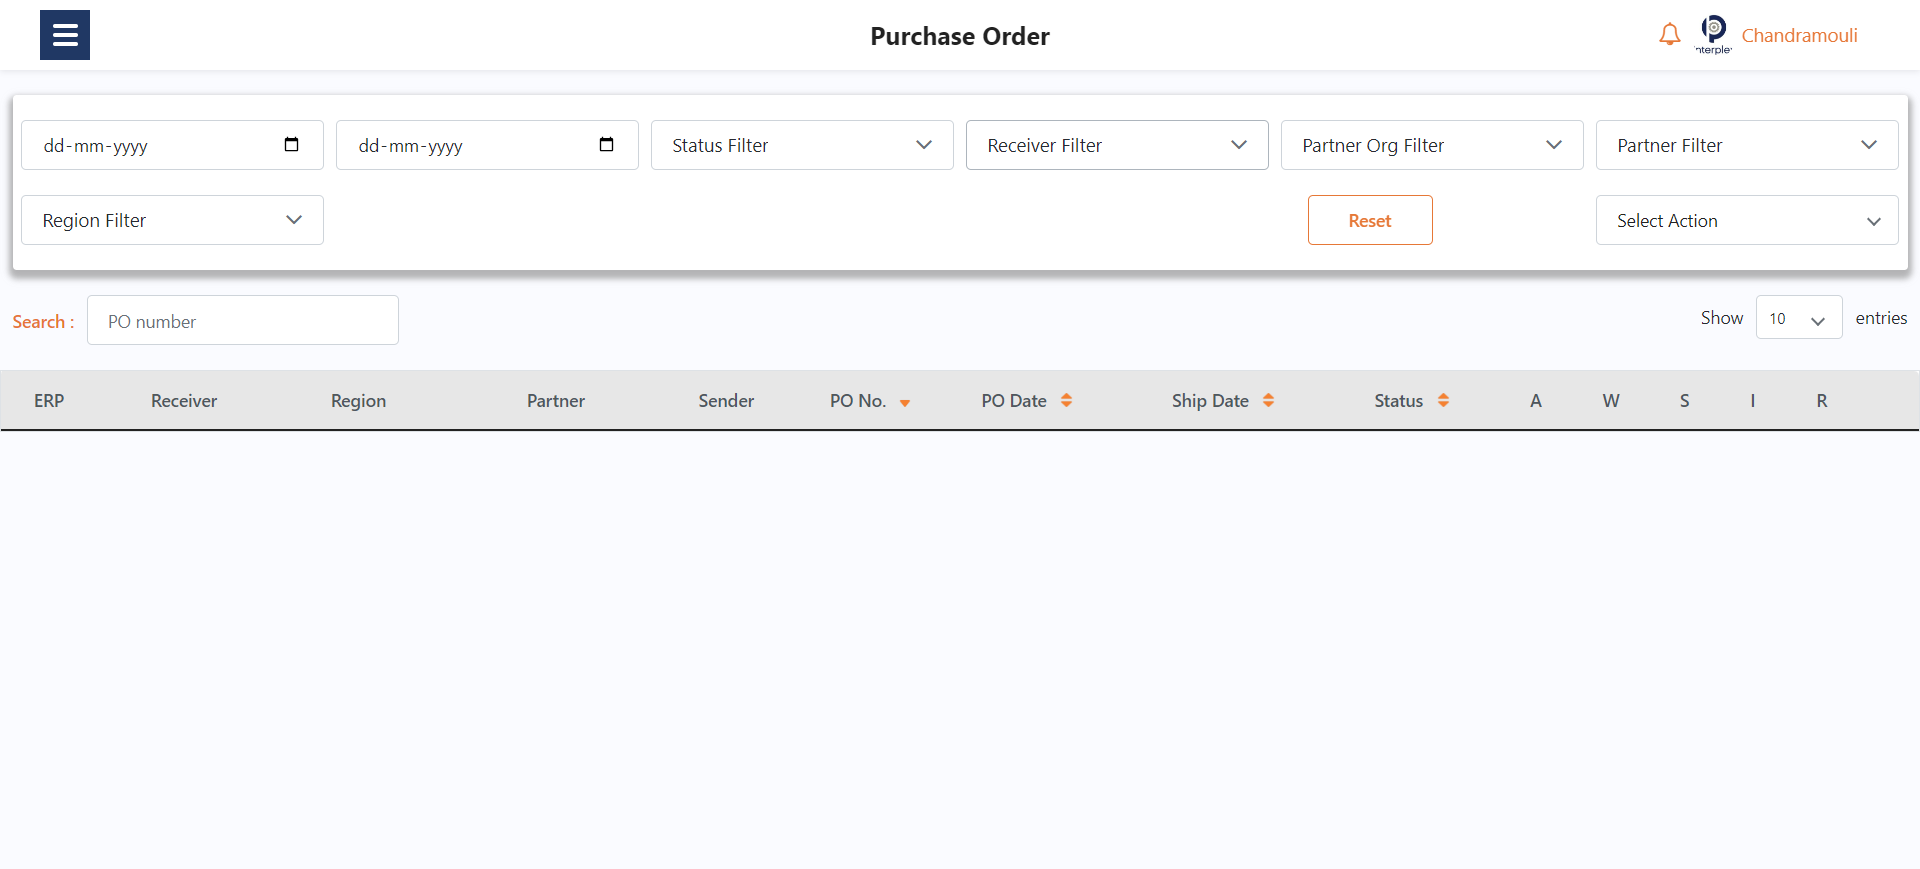 Purchase Order
nterple
Chandramouli
dd-mm-yyyy dd-mm-yyyy Status Filter Receiver Filter Partner Org Filter Partner Filter
Region Filter Reset Select Action
Search : PO number Show 10 entries
ERP Receiver Region Partner Sender PO No. PO Date Ship Date Status A W S I R